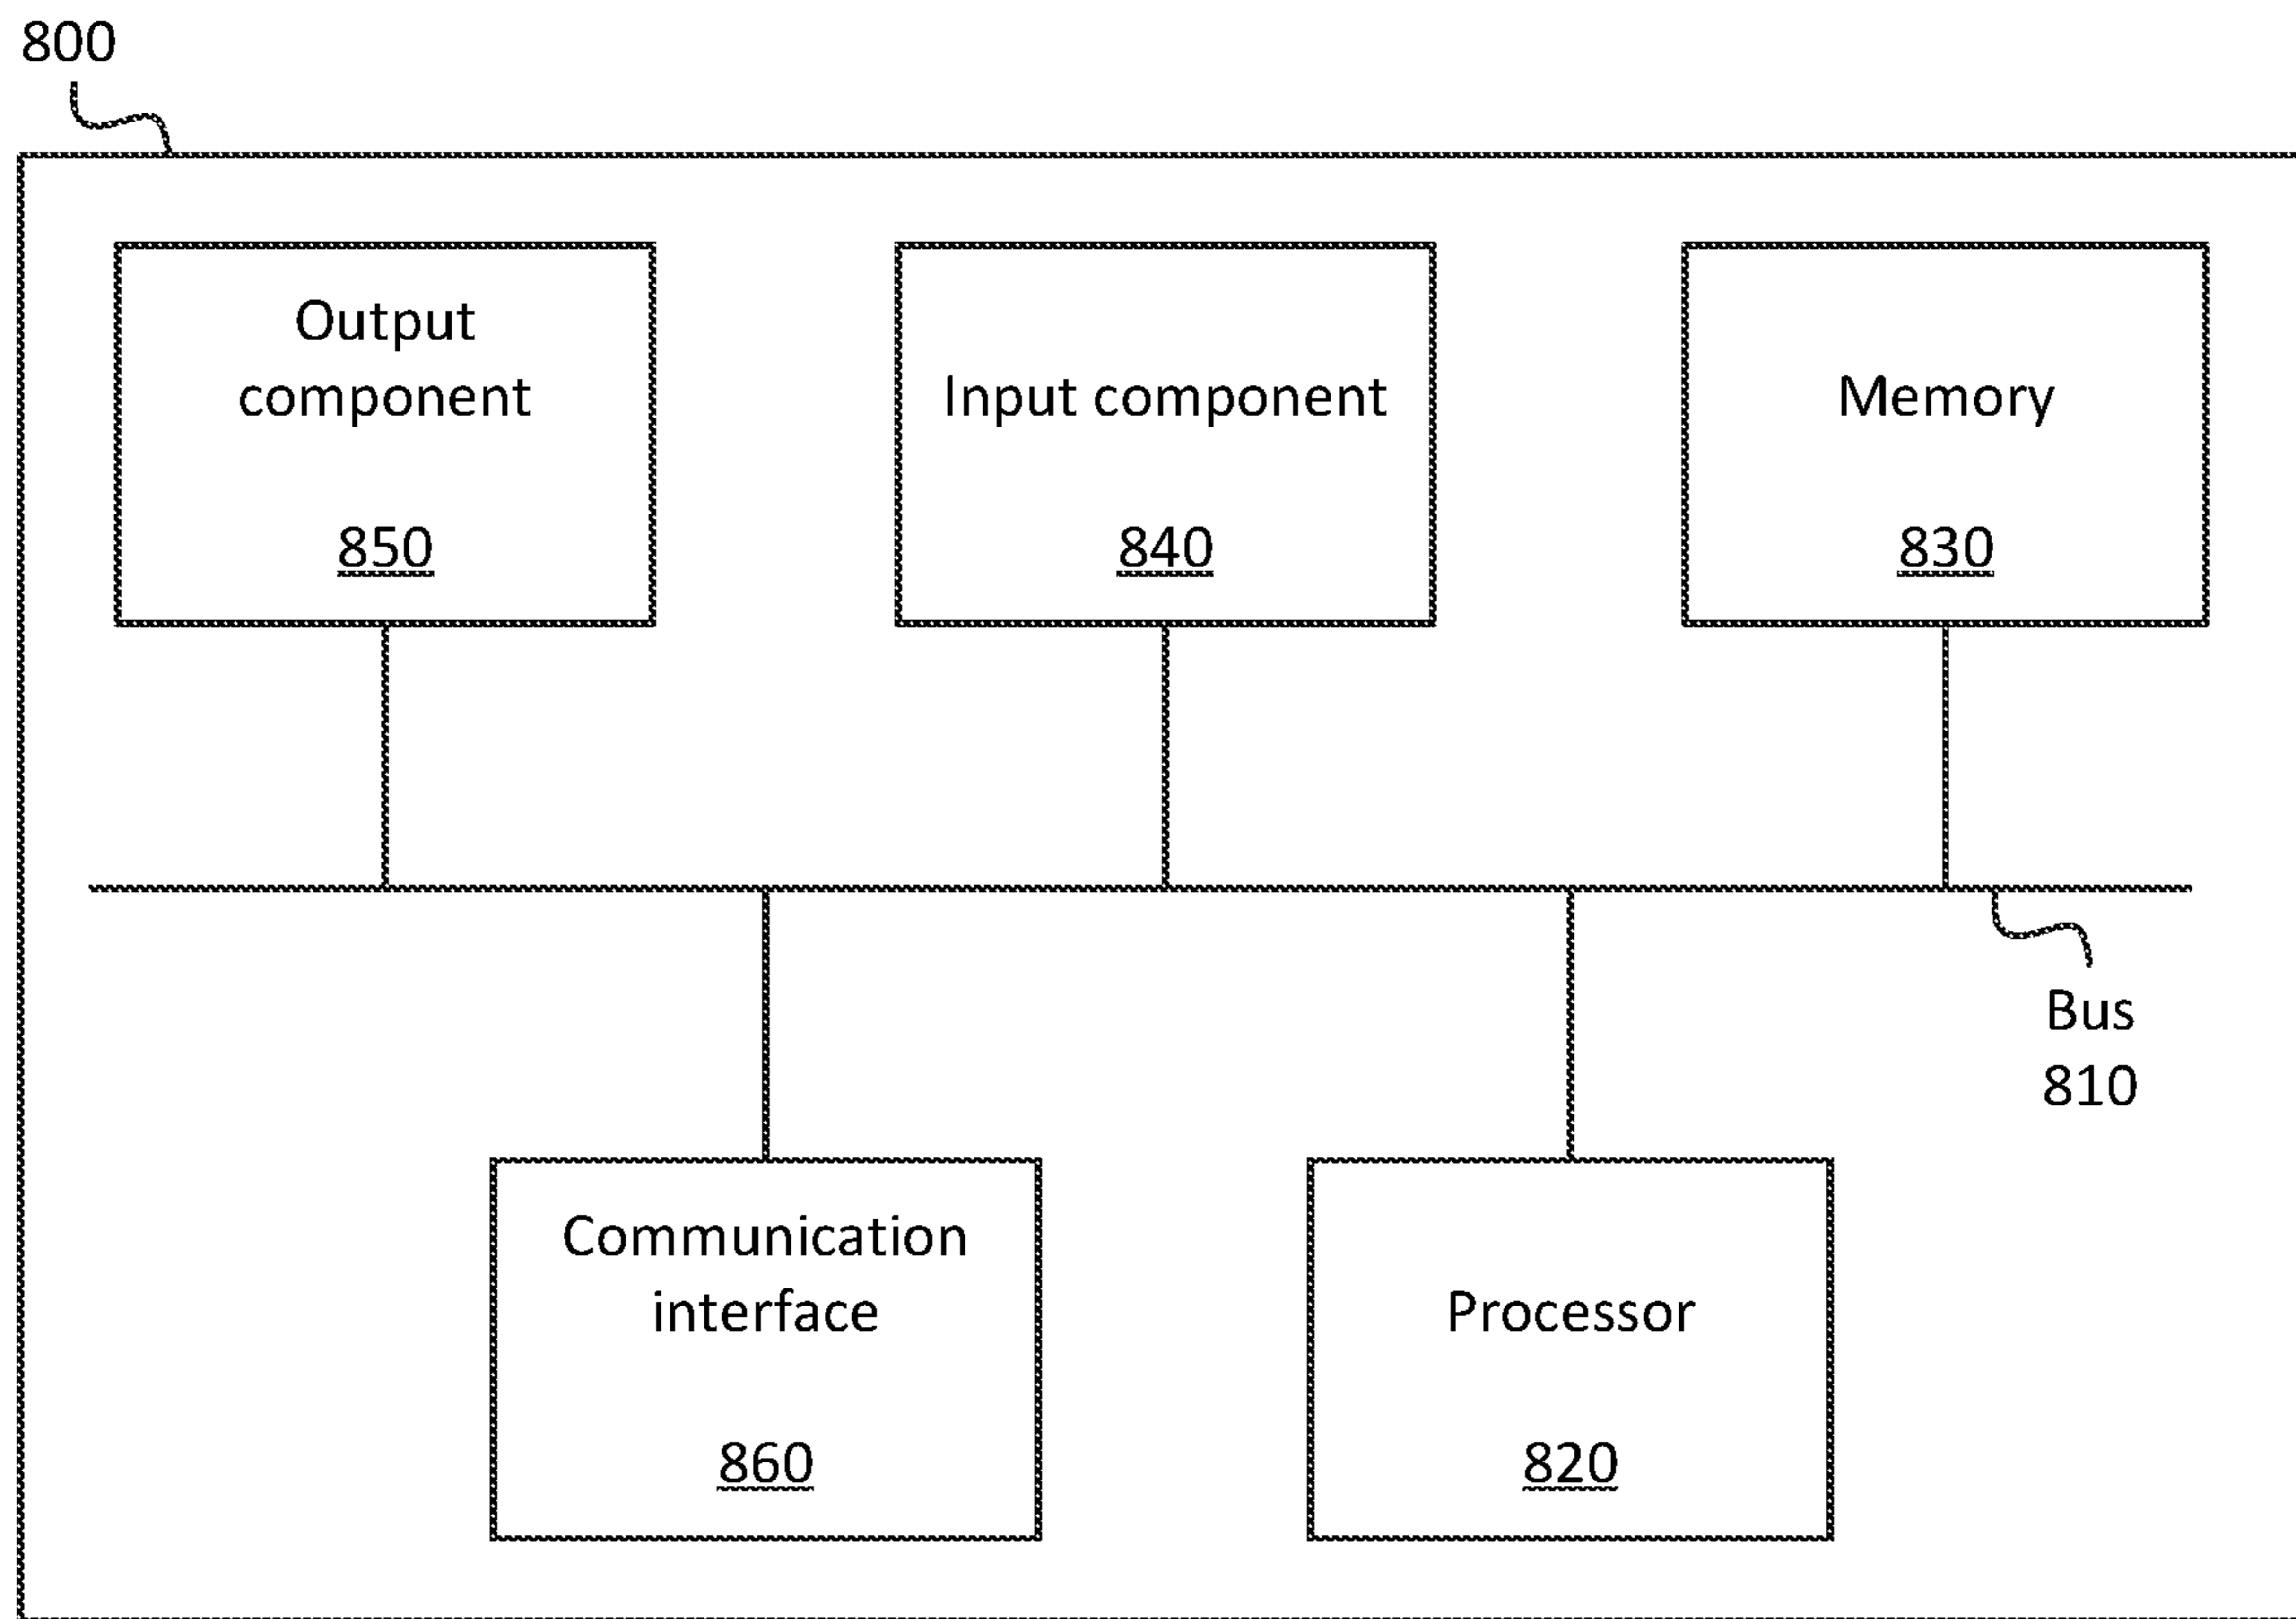 800
Output
component
850
Input component
840
Memory
830
Bus
810
Communication
interface
860
Processor
820